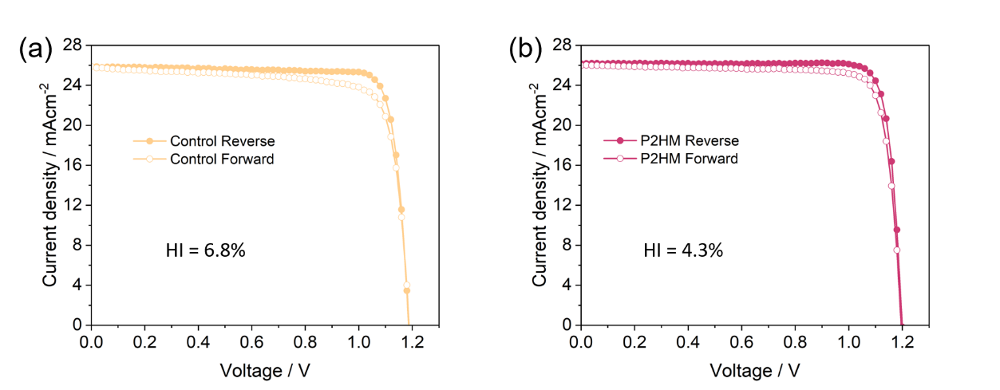 (a)
28
24
20
16
12
8
4
0
Current density / mAcm-2
Control Reverse
Control Forward
HI = 6.8%
0.0 0.2 0.4 0.6 0.8 1.0 1.2
Voltage / V
(b)
28
24
20
16
12
8
4
0
Current density / mAcm-2
P2HM Reverse
P2HM Forward
HI = 4.3%
0.0 0.2 0.4 0.6 0.8 1.0 1.2
Voltage / V